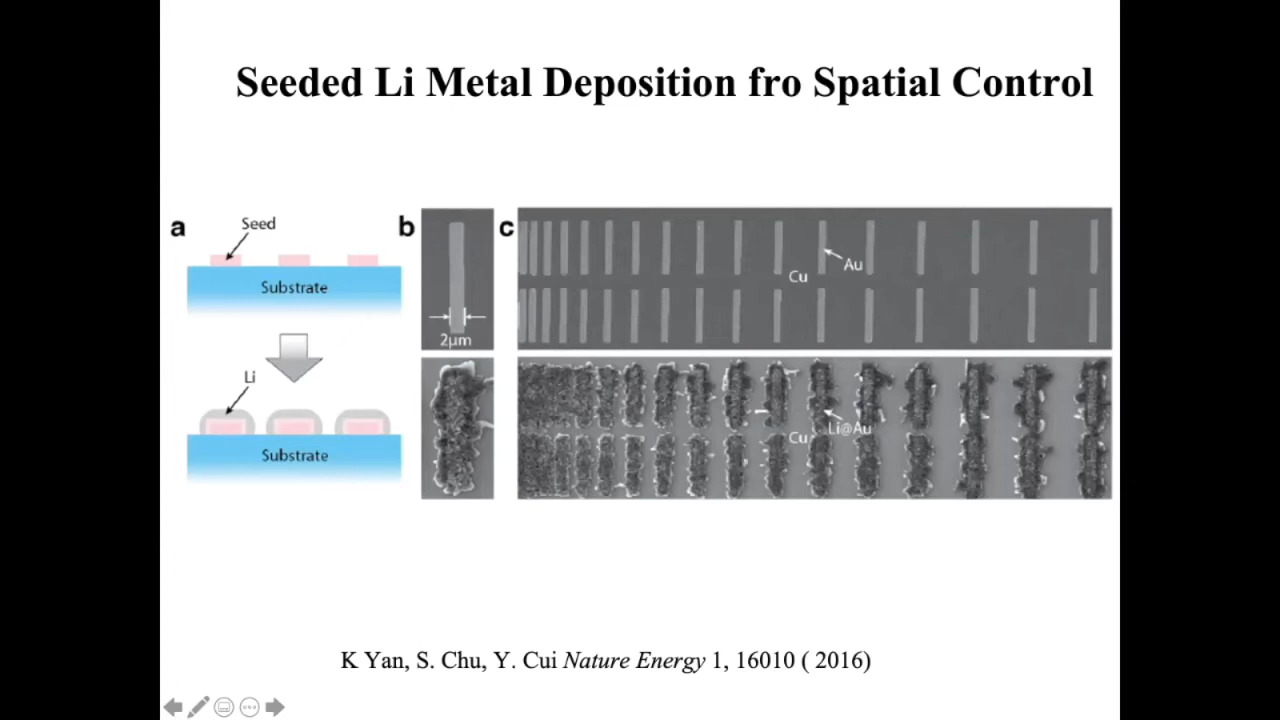 Seeded Li Metal Deposition fro Spatial Control
a
Seed
Substrate
Li
Substrate
b
2μm
c
Au
Cu
Li@Au
Cu
K Yan, S. Chu, Y. Cui Nature Energy 1, 16010 ( 2016)